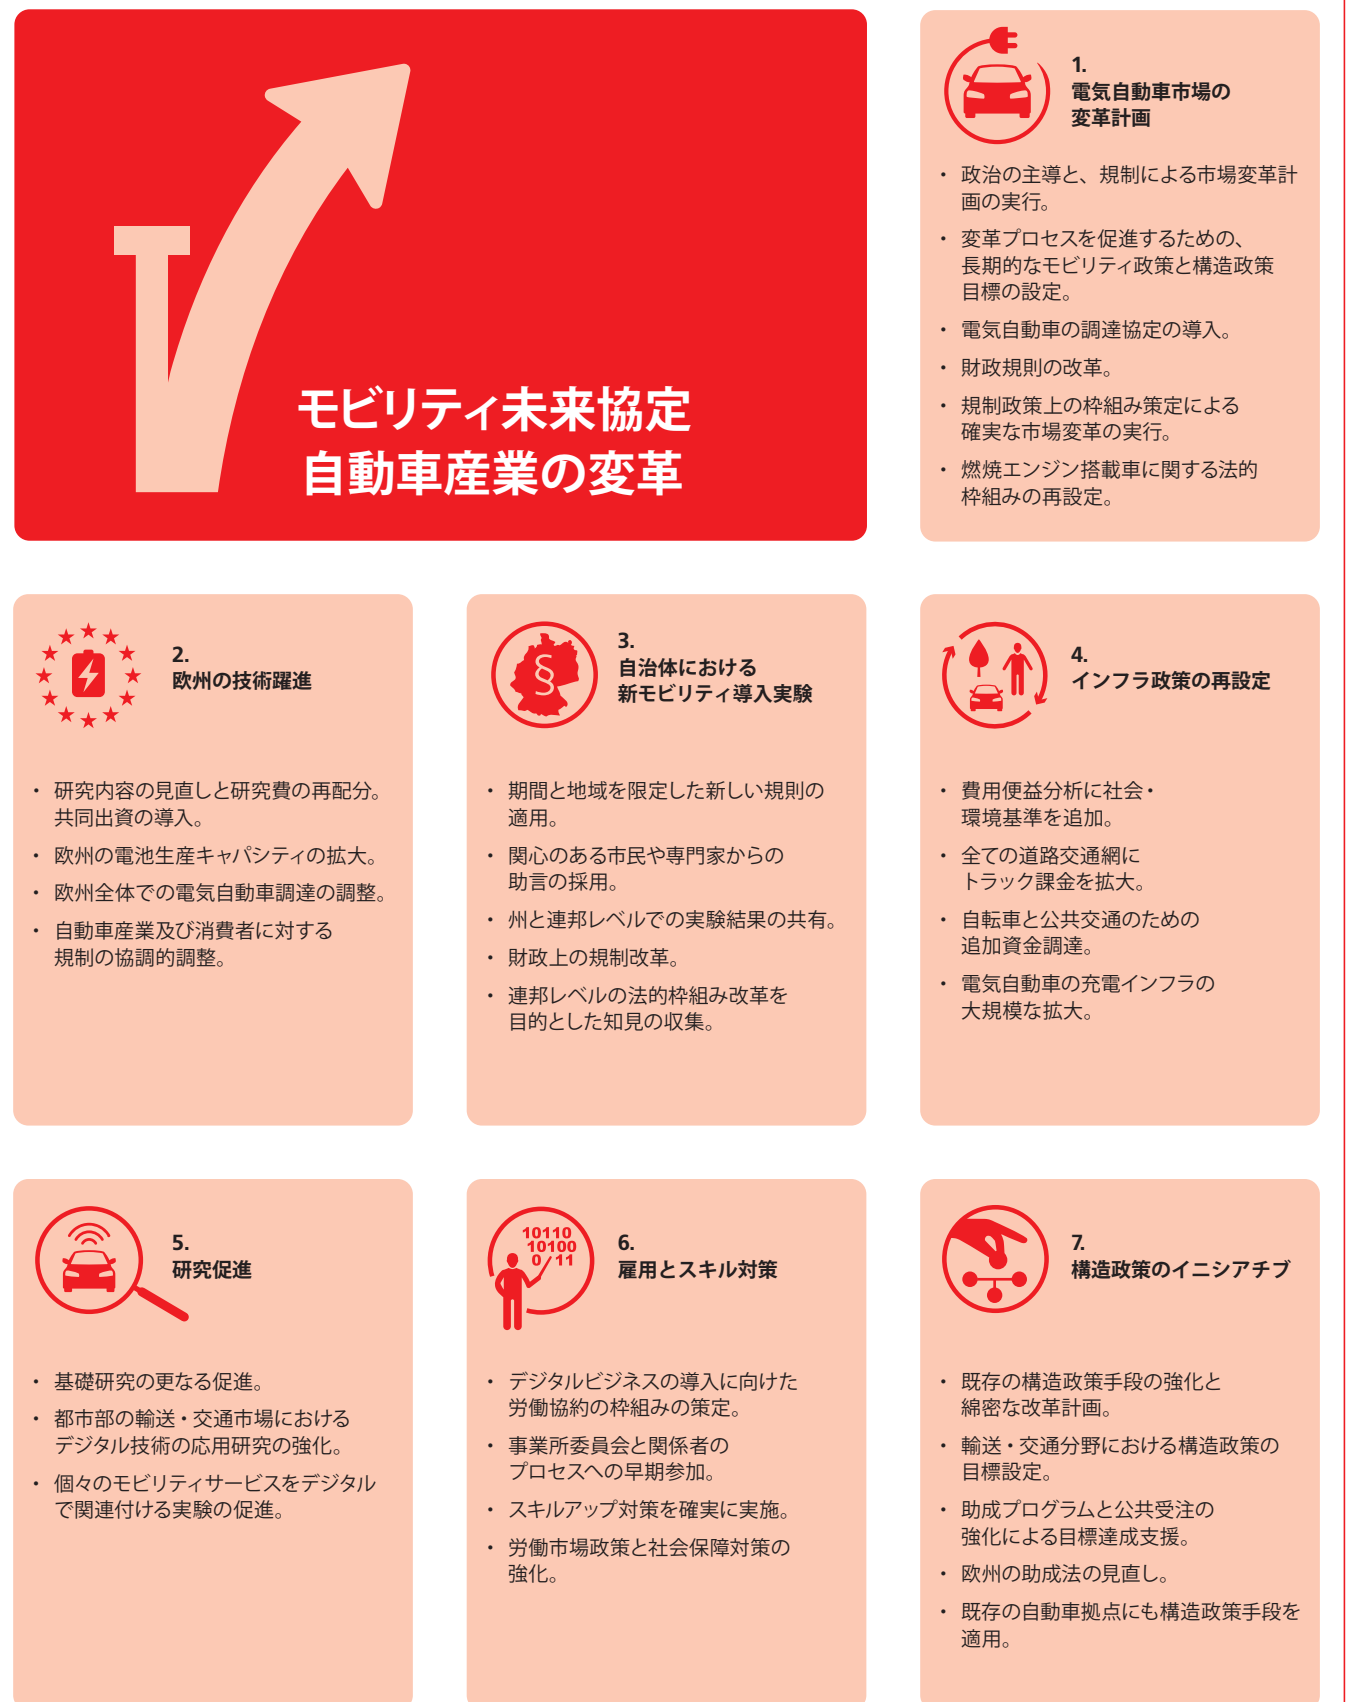 モビリティ未来協定
自動車産業の変革
1.
電気自動車市場の
変革計画
・ 政治の主導と、規制による市場変革計
画の実行。
・ 変革プロセスを促進するための、
長期的なモビリティ政策と構造政策
目標の設定。
・ 電気自動車の調達協定の導入。
・ 財政規則の改革。
・ 規制政策上の枠組み策定による
確実な市場変革の実行。
・ 燃焼エンジン搭載車に関する法的
枠組みの再設定。
2.
欧州の技術躍進
・ 研究内容の見直しと研究費の再配分。
共同出資の導入。
・ 欧州の電池生産キャパシティの拡大。
・ 欧州全体での電気自動車調達の調整。
・ 自動車産業及び消費者に対する
規制の協調的調整。
§
3.
自治体における
新モビリティ導入実験
・ 期間と地域を限定した新しい規則の
適用。
・ 関心のある市民や専門家からの
助言の採用。
・ 州と連邦レベルでの実験結果の共有。
・ 財政上の規制改革。
・ 連邦レベルの法的枠組み改革を
目的とした知見の収集。
4.
インフラ政策の再設定
・ 費用便益分析に社会・
環境基準を追加。
・ 全ての道路交通網に
トラック課金を拡大。
・ 自転車と公共交通のための
追加資金調達。
・ 電気自動車の充電インフラの
大規模な拡大。
5.
研究促進
・ 基礎研究の更なる促進。
・ 都市部の輸送・交通市場における
デジタル技術の応用研究の強化。
・ 個々のモビリティサービスをデジタル
で関連付ける実験の促進。
10110
10100
0 11
6.
雇用とスキル対策
・ デジタルビジネスの導入に向けた
労働協約の枠組みの策定。
・ 事業所委員会と関係者の
プロセスへの早期参加。
・ スキルアップ対策を確実に実施。
・ 労働市場政策と社会保障対策の
強化。
7.
構造政策のイニシアチブ
・ 既存の構造政策手段の強化と
綿密な改革計画。
・ 輸送・交通分野における構造政策の
目標設定。
・ 助成プログラムと公共受注の
強化による目標達成支援。
・ 欧州の助成法の見直し。
・ 既存の自動車拠点にも構造政策手段を
適用。